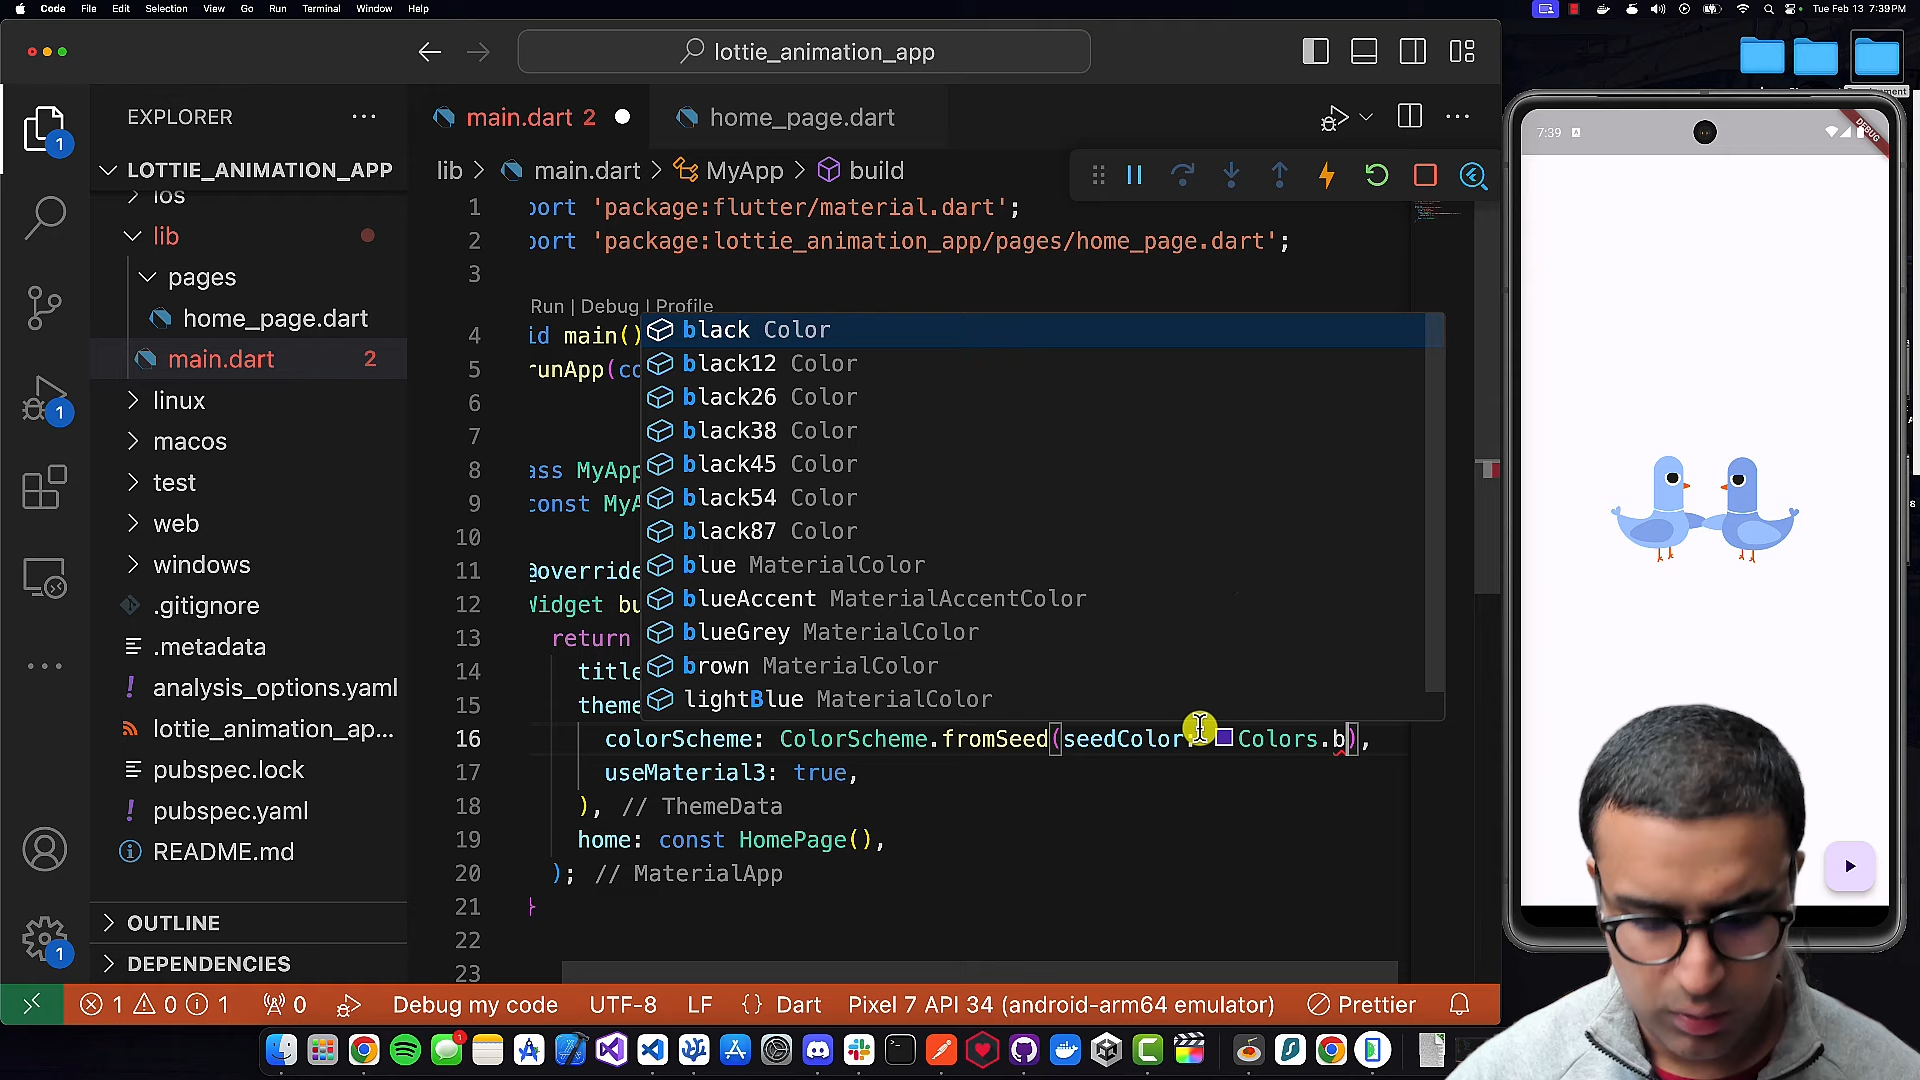 Code File Edit Selection View Go Run Terminal Window Help
Tue Feb 13 7:39 PM
lottie_animation_app
EXPLORER
main.dart 2
home_page.dart
LOTTIE_ANIMATION_APP
lib > main.dart > MyApp > build
ios
lib
pages
home_page.dart
main.dart 2
linux
macos
test
web
windows
.gitignore
.metadata
analysis_options.yaml
lottie_animation_ap...
pubspec.lock
pubspec.yaml
README.md
OUTLINE
DEPENDENCIES
1
1
1
1 port 'package:flutter/material.dart';
2 port 'package:lottie_animation_app/pages/home_page.dart';
3
Run | Debug | Profile
4 id main()
5 runApp(co
6
7
8 ass MyApp
9 const MyA
10
11 @override
12 Widget bu
13 return
14 title
15 theme
16 colorScheme: ColorScheme.fromSeed(seedColor: Colors.b),
17 useMaterial3: true,
18 ), // ThemeData
19 home: const HomePage(),
20 ); // MaterialApp
21 }
22
23
black Color
black12 Color
black26 Color
black38 Color
black45 Color
black54 Color
black87 Color
blue MaterialColor
blueAccent MaterialAccentColor
blueGrey MaterialColor
brown MaterialColor
lightBlue MaterialColor
7:39
DEBUG
1 0 1 0 Debug my code UTF-8 LF {} Dart Pixel 7 API 34 (android-arm64 emulator) Prettier